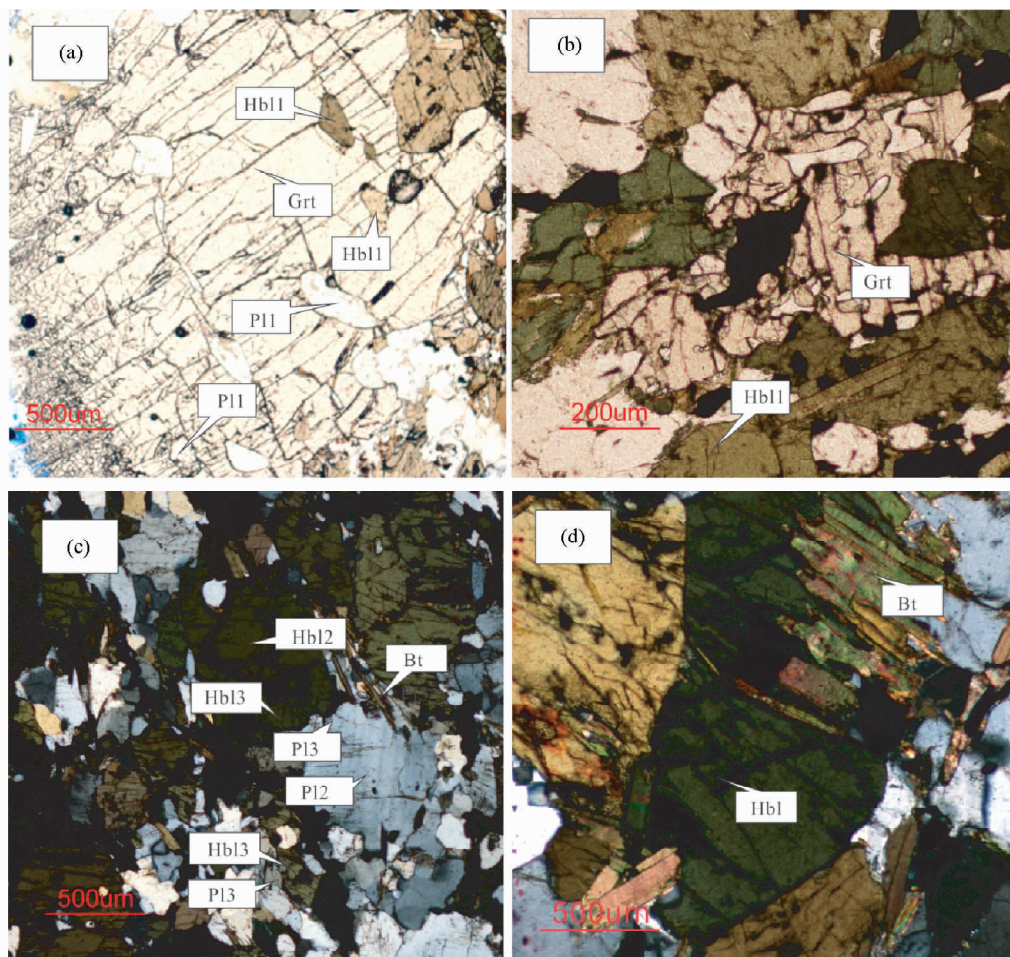 (a)
Hbl1
Grt
Hbl1
Pl1
Pl1
500um
(b)
Grt
Hbl1
200um
(c)
Hbl2
Bt
Hbl3
Pl3
Pl2
Hbl3
Pl3
500um
(d)
Bt
Hbl
500um